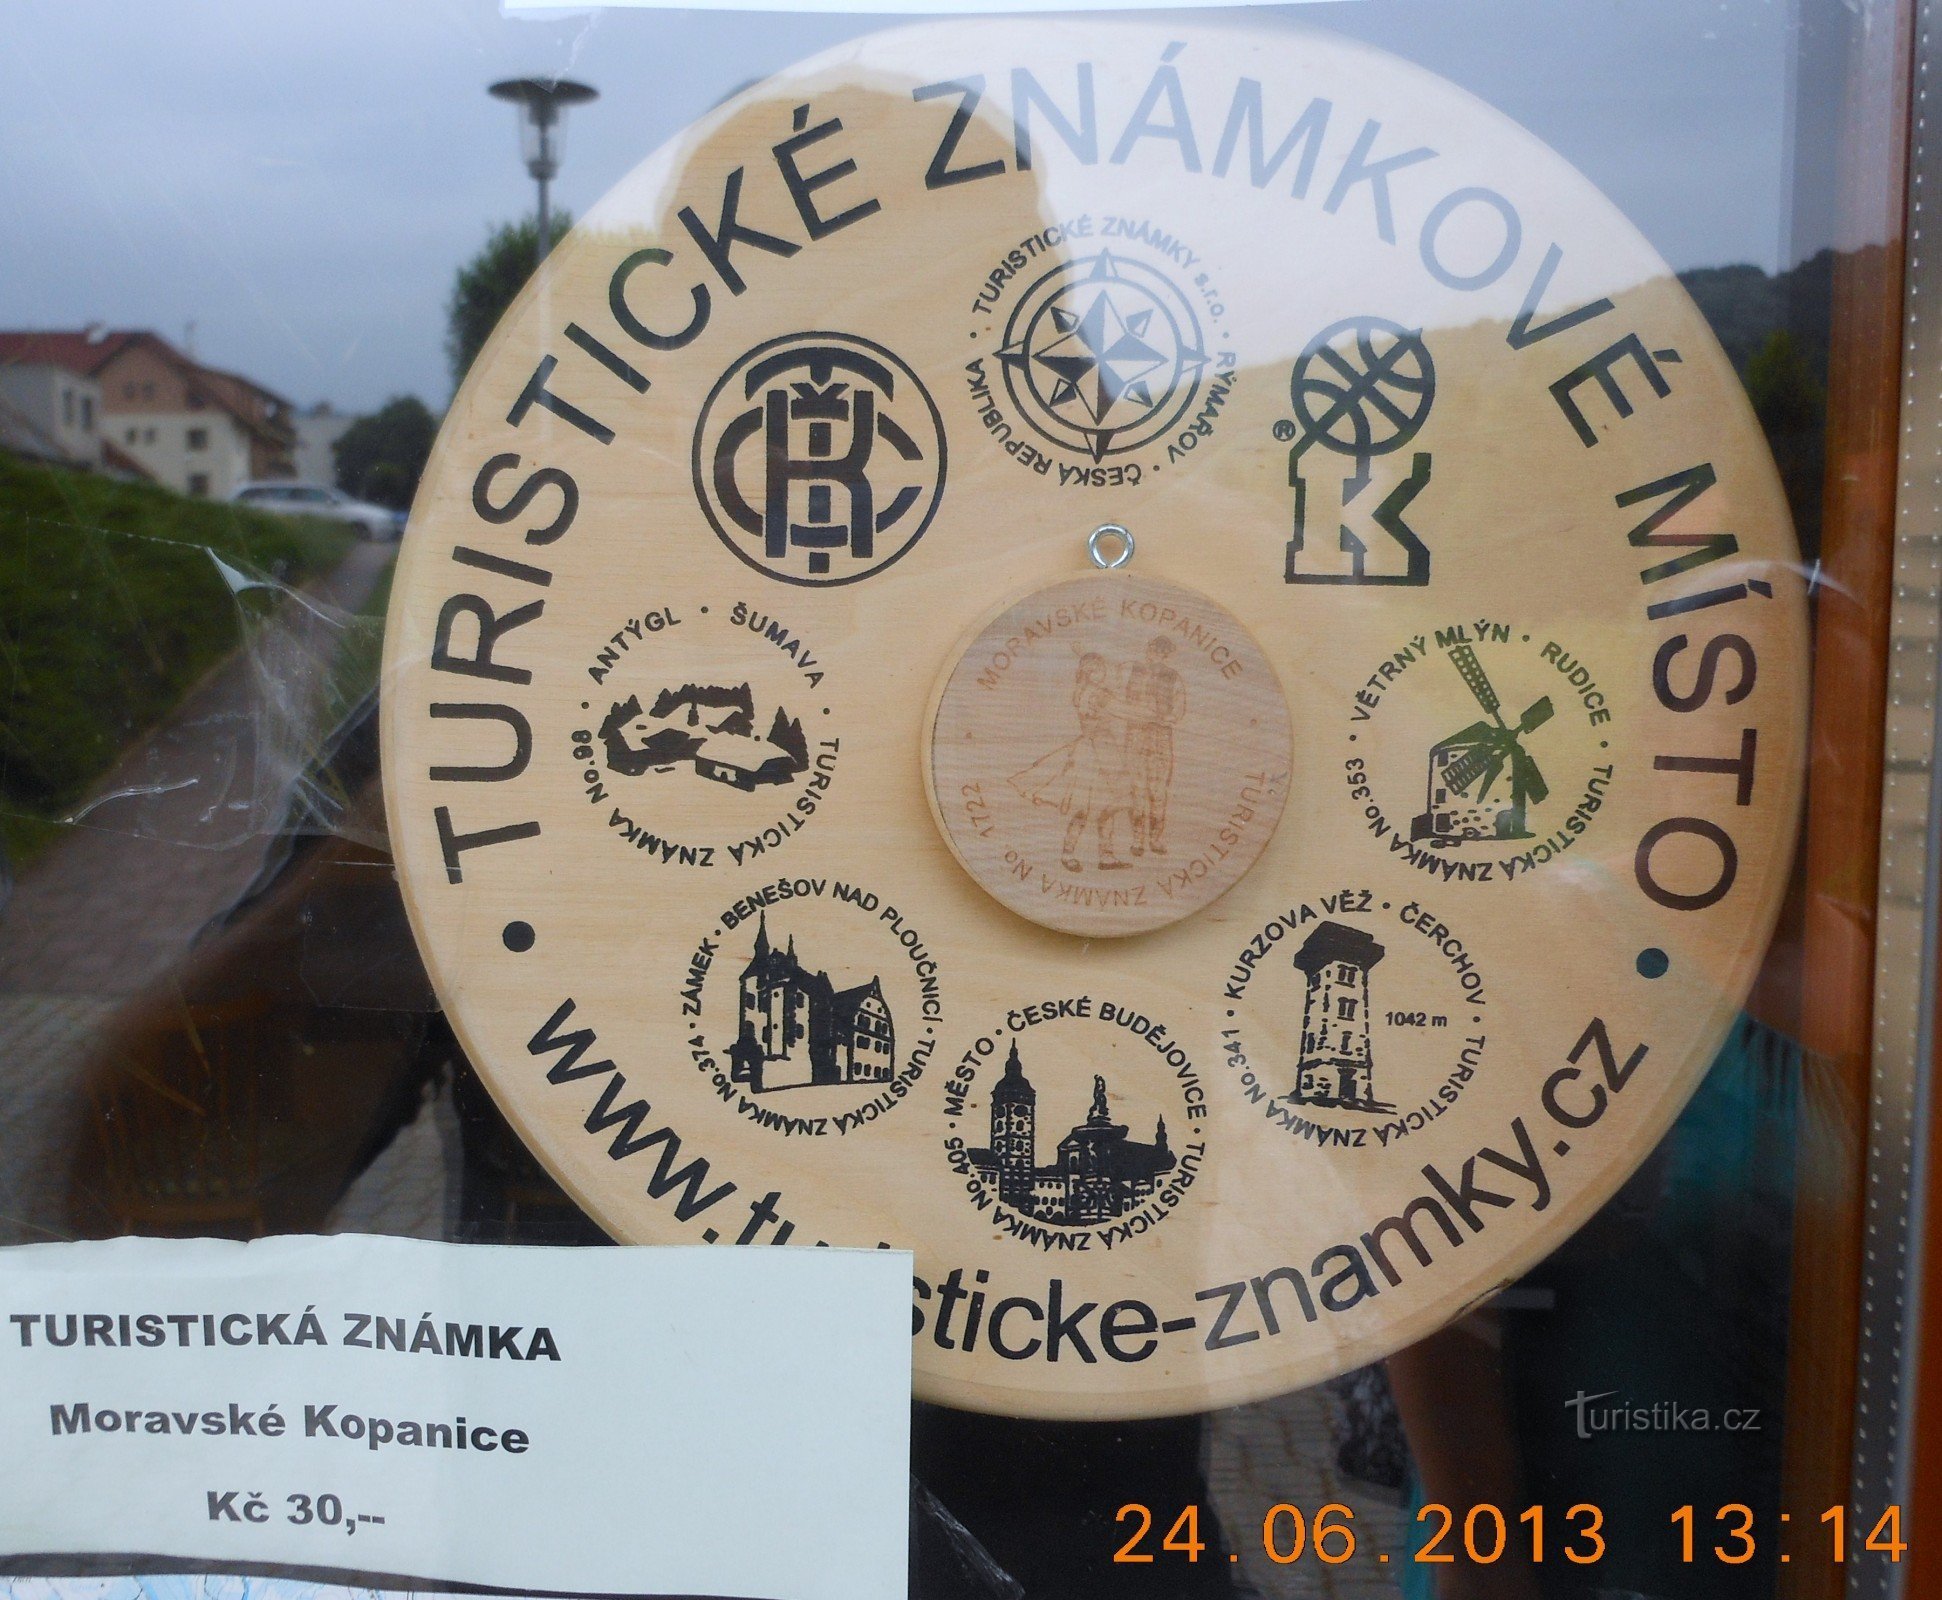 TURISTICKÉ ZNÁMKOVÉ MÍSTO
TURISTICKÉ ZNÁMKY s.r.o. · RÝMAŘOV · ČESKÁ REPUBLIKA ·
KČT
K ®
ANTÝGL · ŠUMAVA · TURISTICKÁ ZNÁMKA No.98 ·
MORAVSKÉ KOPANICE · TURISTICKÁ ZNÁMKA No. 1722 ·
VĚTRNÝ MLÝN · RUDICE · TURISTICKÁ ZNÁMKA No.353 ·
ZÁMEK · BENEŠOV NAD PLOUČNICÍ · TURISTICKÁ ZNÁMKA No.374 ·
MĚSTO · ČESKÉ BUDĚJOVICE · TURISTICKÁ ZNÁMKA No.405 ·
KURZOVA VĚŽ · ČERCHOV · TURISTICKÁ ZNÁMKA No.341 ·
1042 m
· www.turisticke-znamky.cz ·
TURISTICKÁ ZNÁMKA
Moravské Kopanice
Kč 30,--
Turistika.cz
24.06.2013 13:14